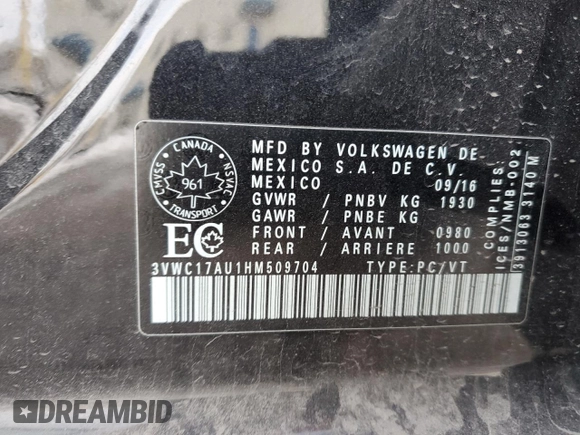 MFD BY VOLKSWAGEN DE
MEXICO S.A. DE C.V.
MEXICO 09/16
GVWR / PNBV KG 1930
GAWR / PNBE KG
FRONT / AVANT 0980
REAR / ARRIERE 1000
3VWC17AU1HM509704 TYPE:PC/VT
CANADA
CMVSS
NSVAC
961
TRANSPORT
EC
COMPLIES:
ICES/NMB-002
3913063 3140 M
DREAMBID